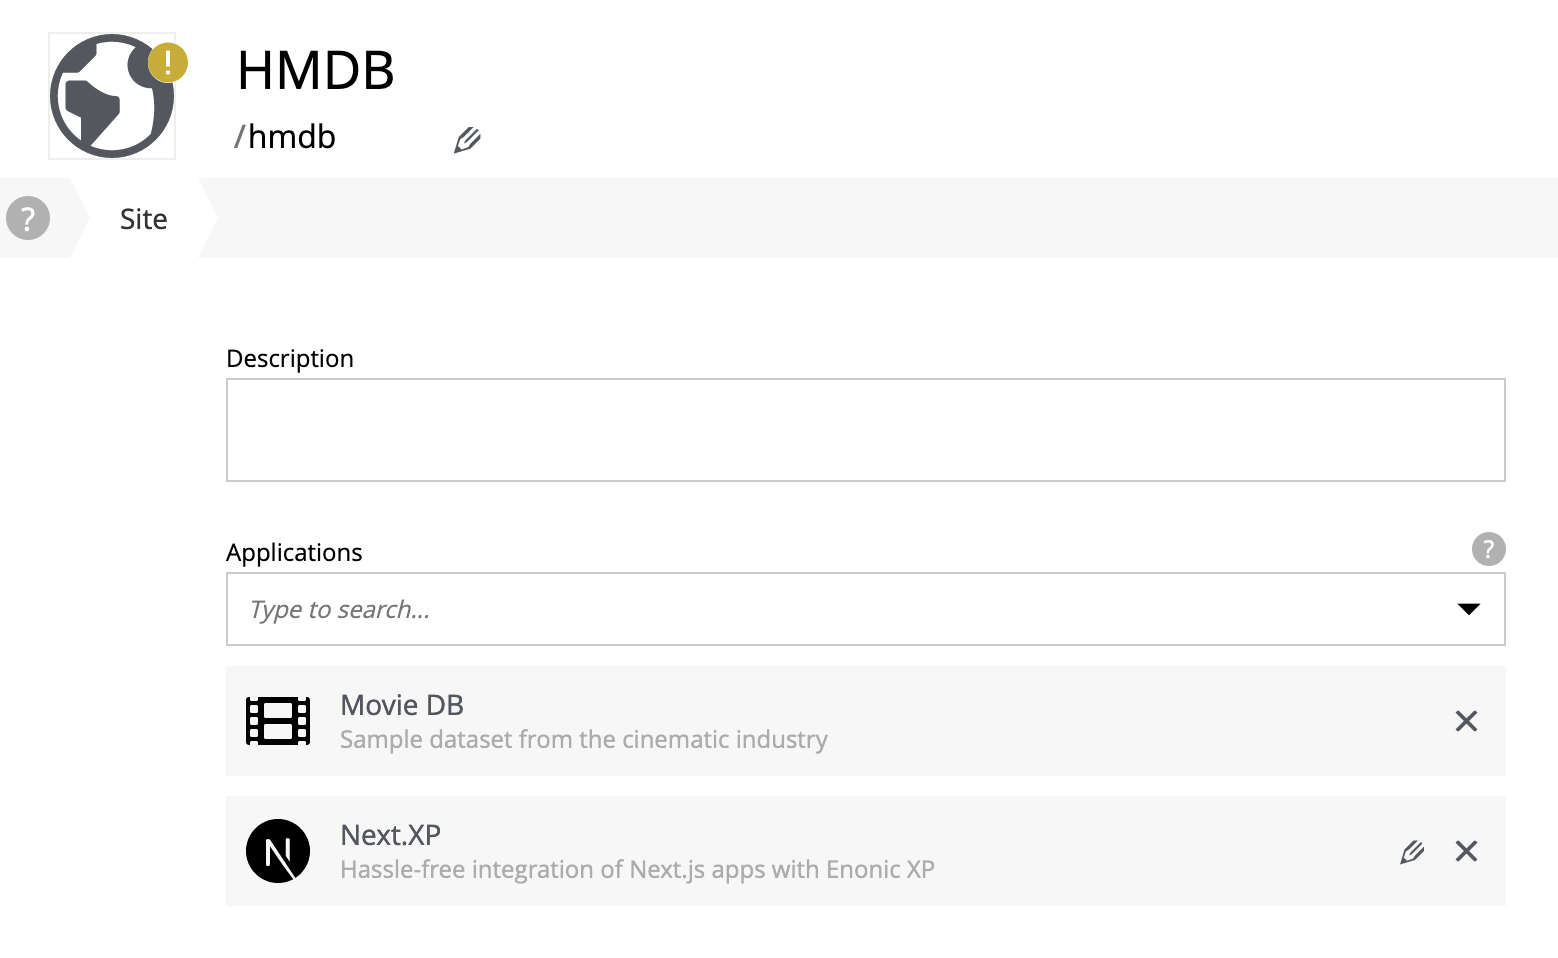 !
HMDB
/hmdb
? Site
Description
Applications ?
Type to search...
Movie DB
Sample dataset from the cinematic industry
N Next.XP
Hassle-free integration of Next.js apps with Enonic XP